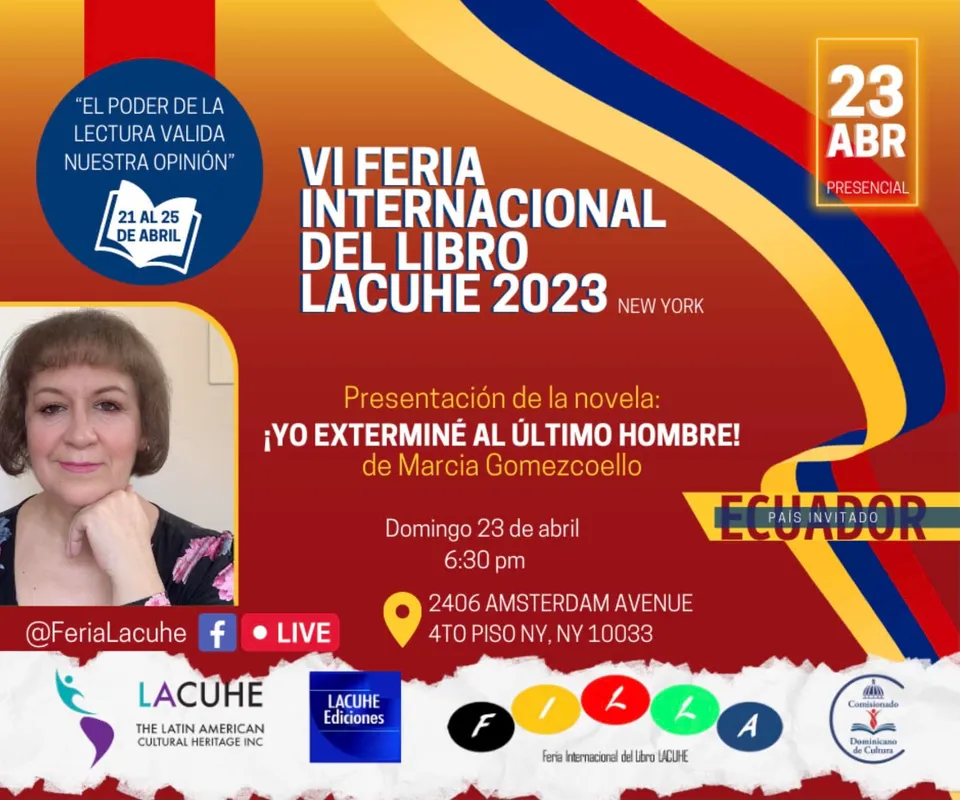 “EL PODER DE LA
LECTURA VALIDA
NUESTRA OPINIÓN”
21 AL 25
DE ABRIL
VI FERIA
INTERNACIONAL
DEL LIBRO
LACUHE 2023 NEW YORK
23
ABR
PRESENCIAL
Presentación de la novela:
¡YO EXTERMINÉ AL ÚLTIMO HOMBRE!
de Marcia Gomezcoello
ECUADOR
PAÍS INVITADO
Domingo 23 de abril
6:30 pm
2406 AMSTERDAM AVENUE
4TO PISO NY, NY 10033
@FeriaLacuhe f LIVE
LACUHE
THE LATIN AMERICAN
CULTURAL HERITAGE INC
LACUHE
Ediciones
FILLA
Feria Internacional del Libro LACUHE
Comisionado
Dominicano
de Cultura